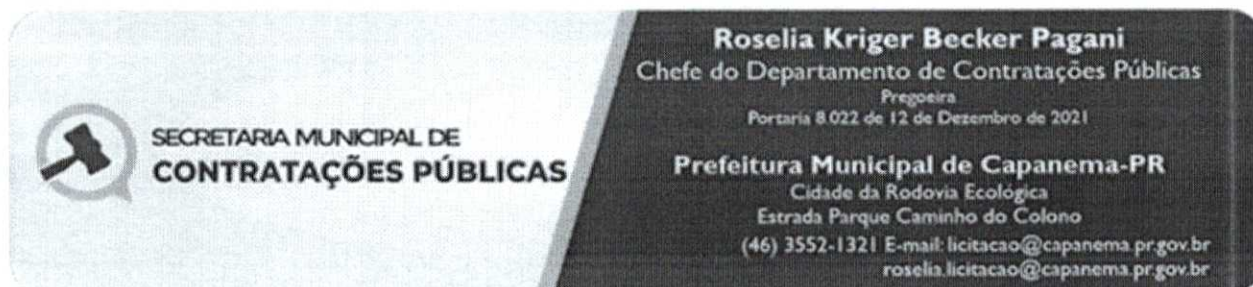 SECRETARIA MUNICIPAL DE
CONTRATAÇÕES PÚBLICAS
Roselia Kriger Becker Pagani
Chefe do Departamento de Contratações Públicas
Pregoeira
Portaria 8.022 de 12 de Dezembro de 2021
Prefeitura Municipal de Capanema-PR
Cidade da Rodovia Ecológica
Estrada Parque Caminho do Colono
(46) 3552-1321 E-mail: licitacao@capanema.pr.gov.br
roselia.licitacao@capanema.pr.gov.br